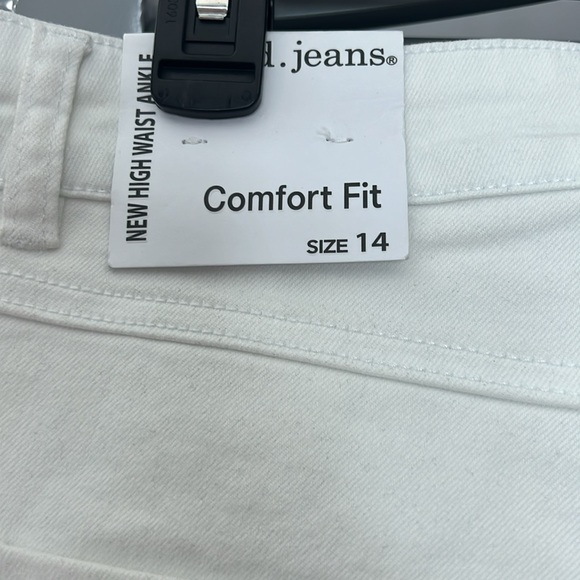 d.jeans®
NEW HIGH WAIST ANKLE
Comfort Fit
SIZE 14